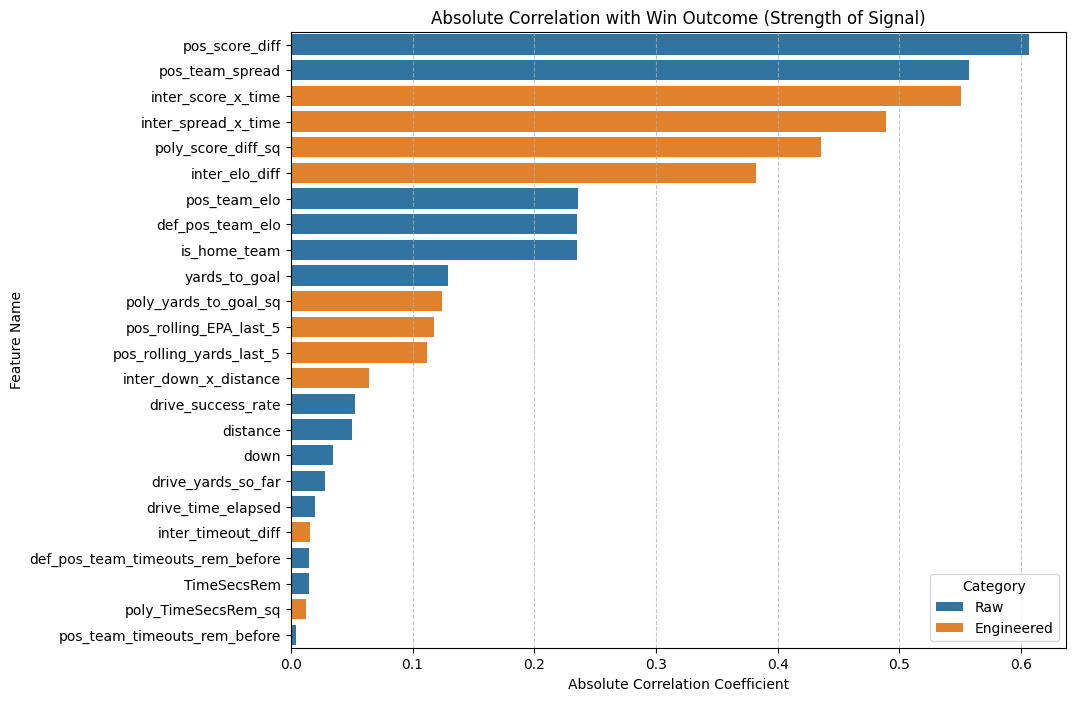 Absolute Correlation with Win Outcome (Strength of Signal)
Feature Name
pos_score_diff
pos_team_spread
inter_score_x_time
inter_spread_x_time
poly_score_diff_sq
inter_elo_diff
pos_team_elo
def_pos_team_elo
is_home_team
yards_to_goal
poly_yards_to_goal_sq
pos_rolling_EPA_last_5
pos_rolling_yards_last_5
inter_down_x_distance
drive_success_rate
distance
down
drive_yards_so_far
drive_time_elapsed
inter_timeout_diff
def_pos_team_timeouts_rem_before
TimeSecsRem
poly_TimeSecsRem_sq
pos_team_timeouts_rem_before
Category
Raw
Engineered
0.0 0.1 0.2 0.3 0.4 0.5 0.6
Absolute Correlation Coefficient